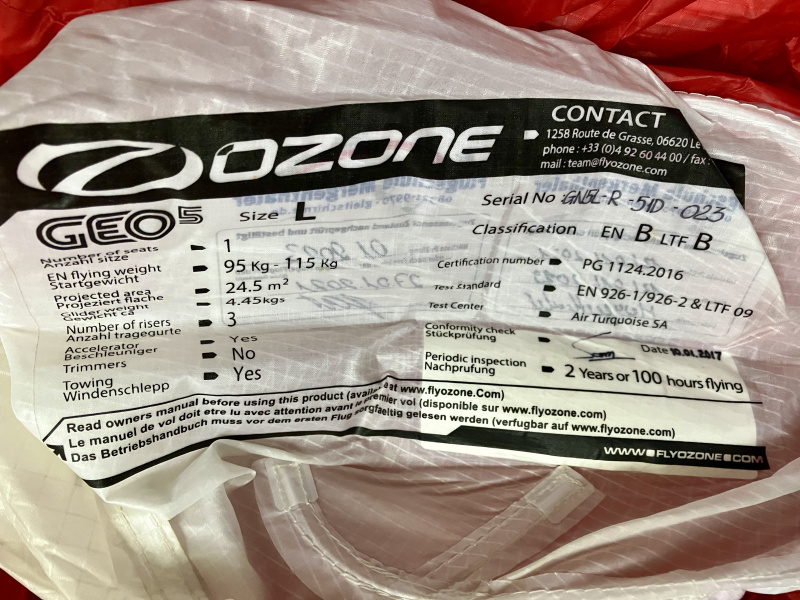 OZONE
CONTACT
1258 Route de Grasse, 06620 Le
phone : +33 (0)4 92 60 44 00 / fax :
mail : team@flyozone.com
GEO5
Size L
Serial No GN5L-R-51D-023
Classification EN B LTF B
Number of seats
Anzahl sitze
1
EN flying weight
Startgewicht
95 Kg - 115 Kg
Projected area
Projeziert flache
24.5 m²
Glider weight
Gewicht ca
4.45kgs
Number of risers
Anzahl tragegurte
3
Accelerator
Beschleuniger
Yes
Trimmers
No
Towing
Windenschlepp
Yes
Certification number
PG 1124.2016
Test standard
EN 926-1/926-2 & LTF 09
Test Center
Air Turquoise SA
Conformity check
Stückprüfung
Date 10.01.2017
Periodic inspection
Nachprufung
2 Years or 100 hours flying
Read owners manual before using this product (avail at www.flyozone.Com)
Le manuel de vol doit etre lu avec attention avant premier vol (disponible sur www.flyozone.com)
Das Betriebshandbuch muss vor dem ersten Flug sorgfaeltig gelesen werden (verfugbar auf www.flyozone.com)
WWW.FLYOZONE.COM